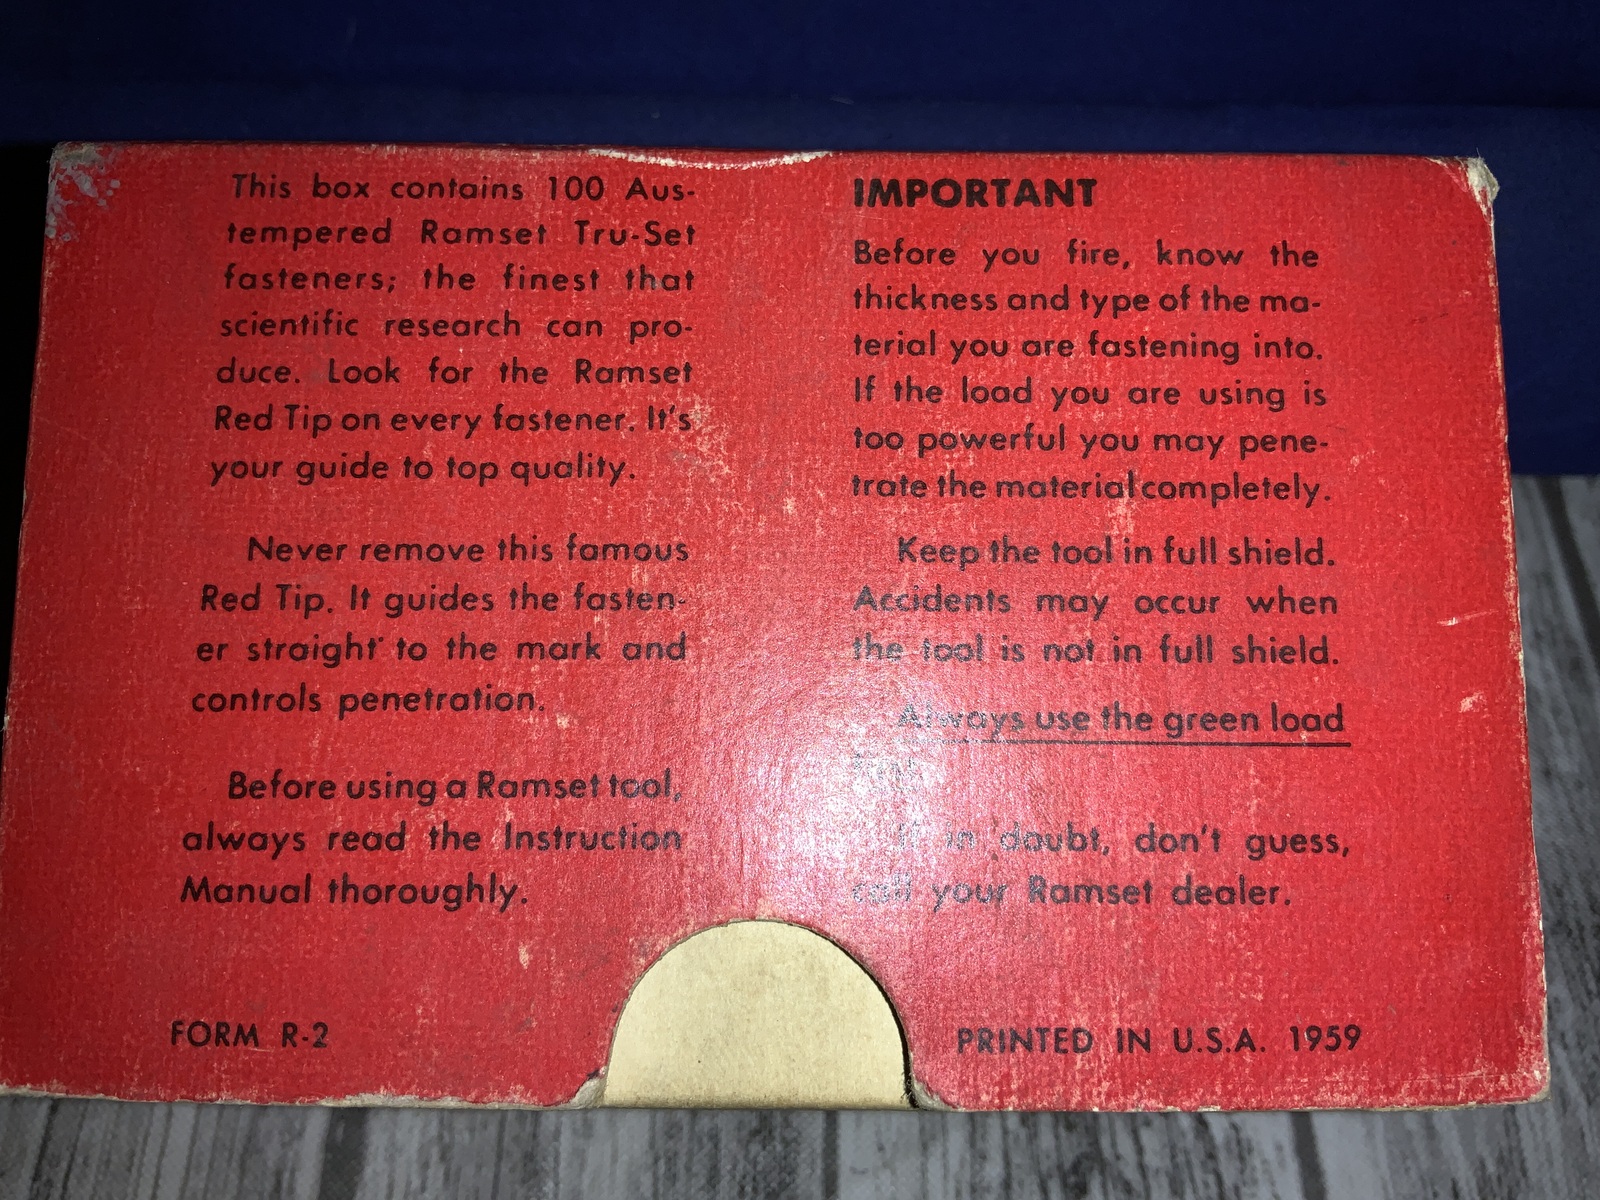 This box contains 100 Aus-
tempered Ramset Tru-Set
fasteners; the finest that
scientific research can pro-
duce. Look for the Ramset
Red Tip on every fastener. It's
your guide to top quality.
Never remove this famous
Red Tip. It guides the fasten-
er straight to the mark and
controls penetration.
Before using a Ramset tool,
always read the Instruction
Manual thoroughly.
FORM R-2
IMPORTANT
Before you fire, know the
thickness and type of the ma-
terial you are fastening into.
If the load you are using is
too powerful you may pene-
trate the material completely.
Keep the tool in full shield.
Accidents may occur when
the tool is not in full shield.
Always use the green load
If in doubt, don't guess,
call your Ramset dealer.
PRINTED IN U.S.A. 1959